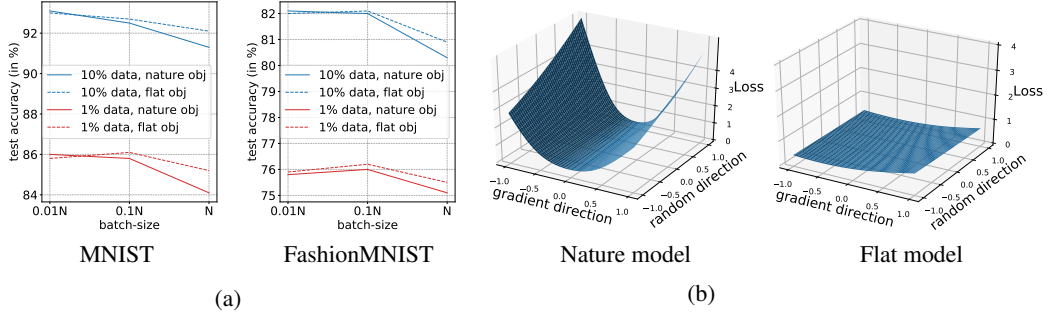 test accuracy (in %)
92
90
88
86
84
10% data, nature obj
10% data, flat obj
1% data, nature obj
1% data, flat obj
0.01N 0.1N N
batch-size
MNIST
test accuracy (in %)
82
81
80
79
78
77
76
75
10% data, nature obj
10% data, flat obj
1% data, nature obj
1% data, flat obj
0.01N 0.1N N
batch-size
FashionMNIST
(a)
4
3
2
1
0
Loss
-1.0 -0.5 0.0 0.5 1.0
gradient direction
-1.0 -0.5 0.0 0.5 1.0
random direction
Nature model
4
3
2
1
0
Loss
-1.0 -0.5 0.0 0.5 1.0
gradient direction
-1.0 -0.5 0.0 0.5 1.0
random direction
Flat model
(b)